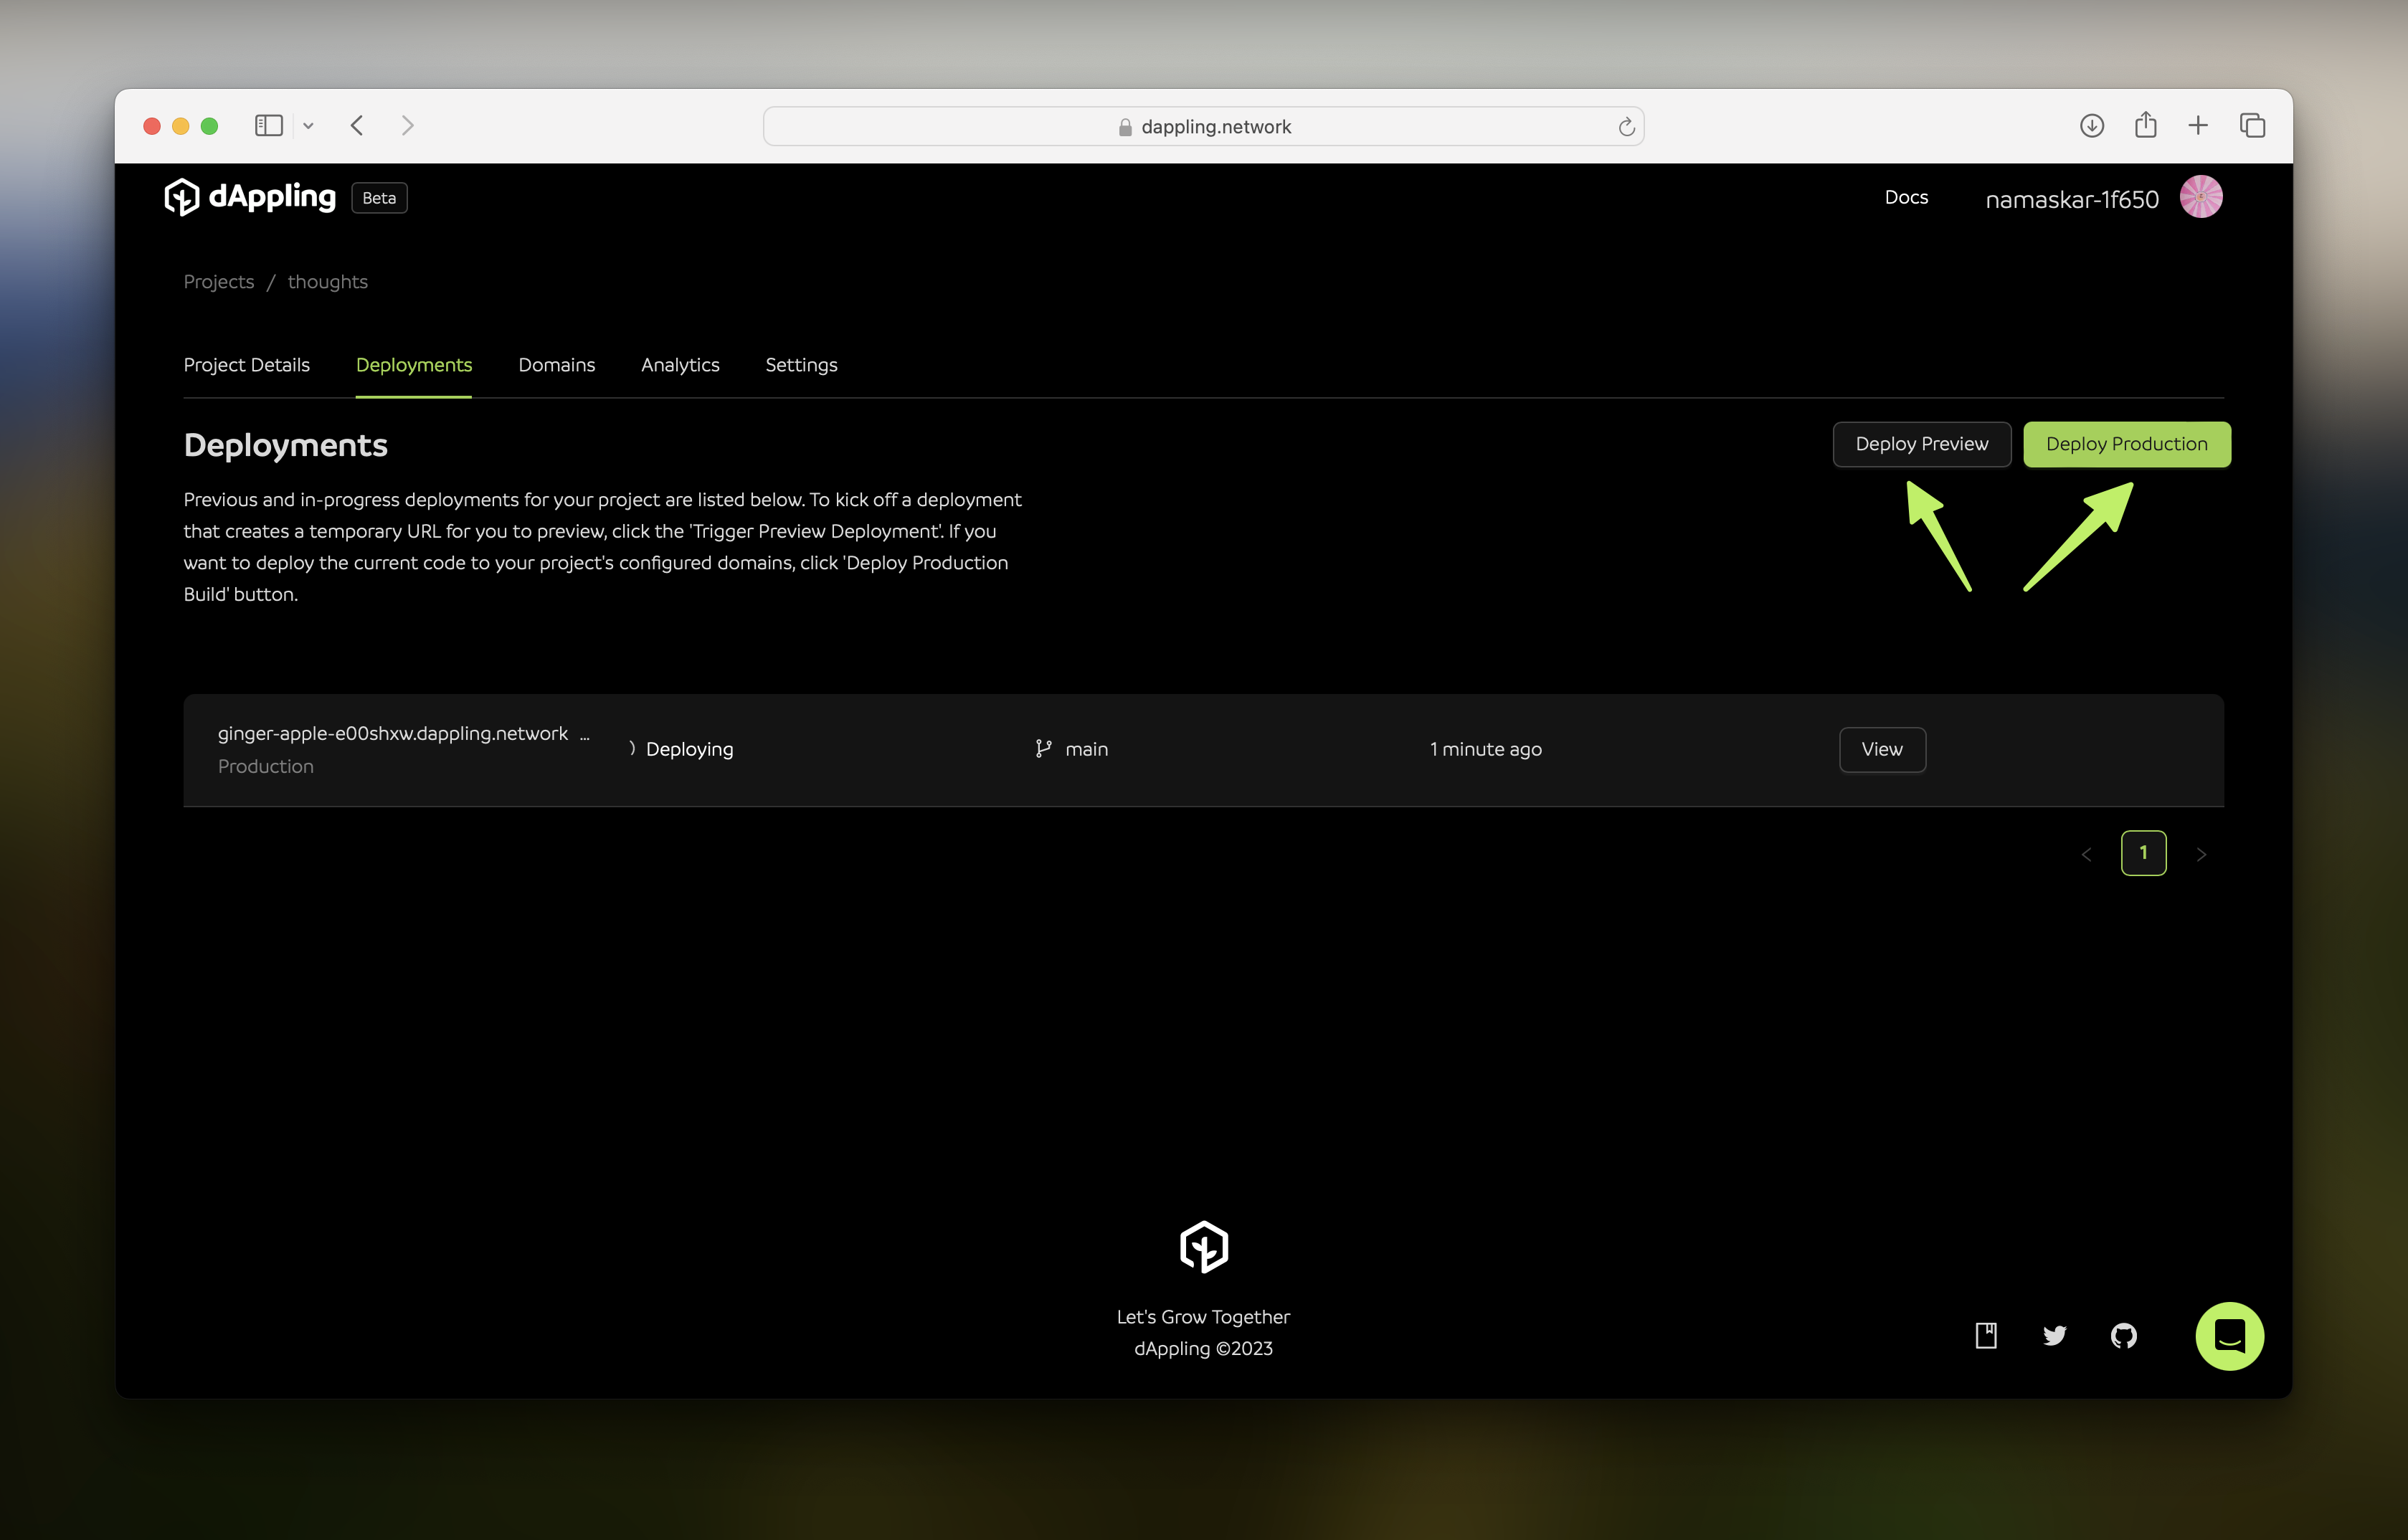 dappling.network
dAppling Beta
Docs
namaskar-1f650
Projects / thoughts
Project Details
Deployments
Domains
Analytics
Settings
Deployments
Deploy Preview
Deploy Production
Previous and in-progress deployments for your project are listed below. To kick off a deployment
that creates a temporary URL for you to preview, click the 'Trigger Preview Deployment'. If you
want to deploy the current code to your project's configured domains, click 'Deploy Production
Build' button.
ginger-apple-e00shxw.dappling.network ...
Production
Deploying
main
1 minute ago
View
< 1 >
Let's Grow Together
dAppling ©2023